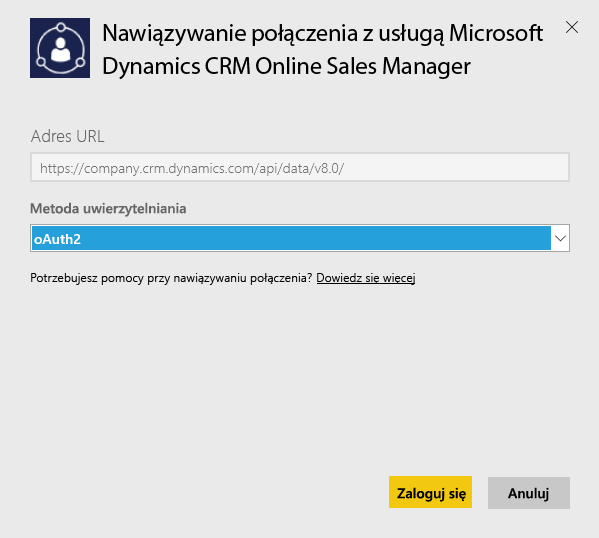 Nawiązywanie połączenia z usługą Microsoft
Dynamics CRM Online Sales Manager
Adres URL
https://company.crm.dynamics.com/api/data/v8.0/
Metoda uwierzytelniania
oAuth2
Potrzebujesz pomocy przy nawiązywaniu połączenia? Dowiedz się więcej
Zaloguj się Anuluj